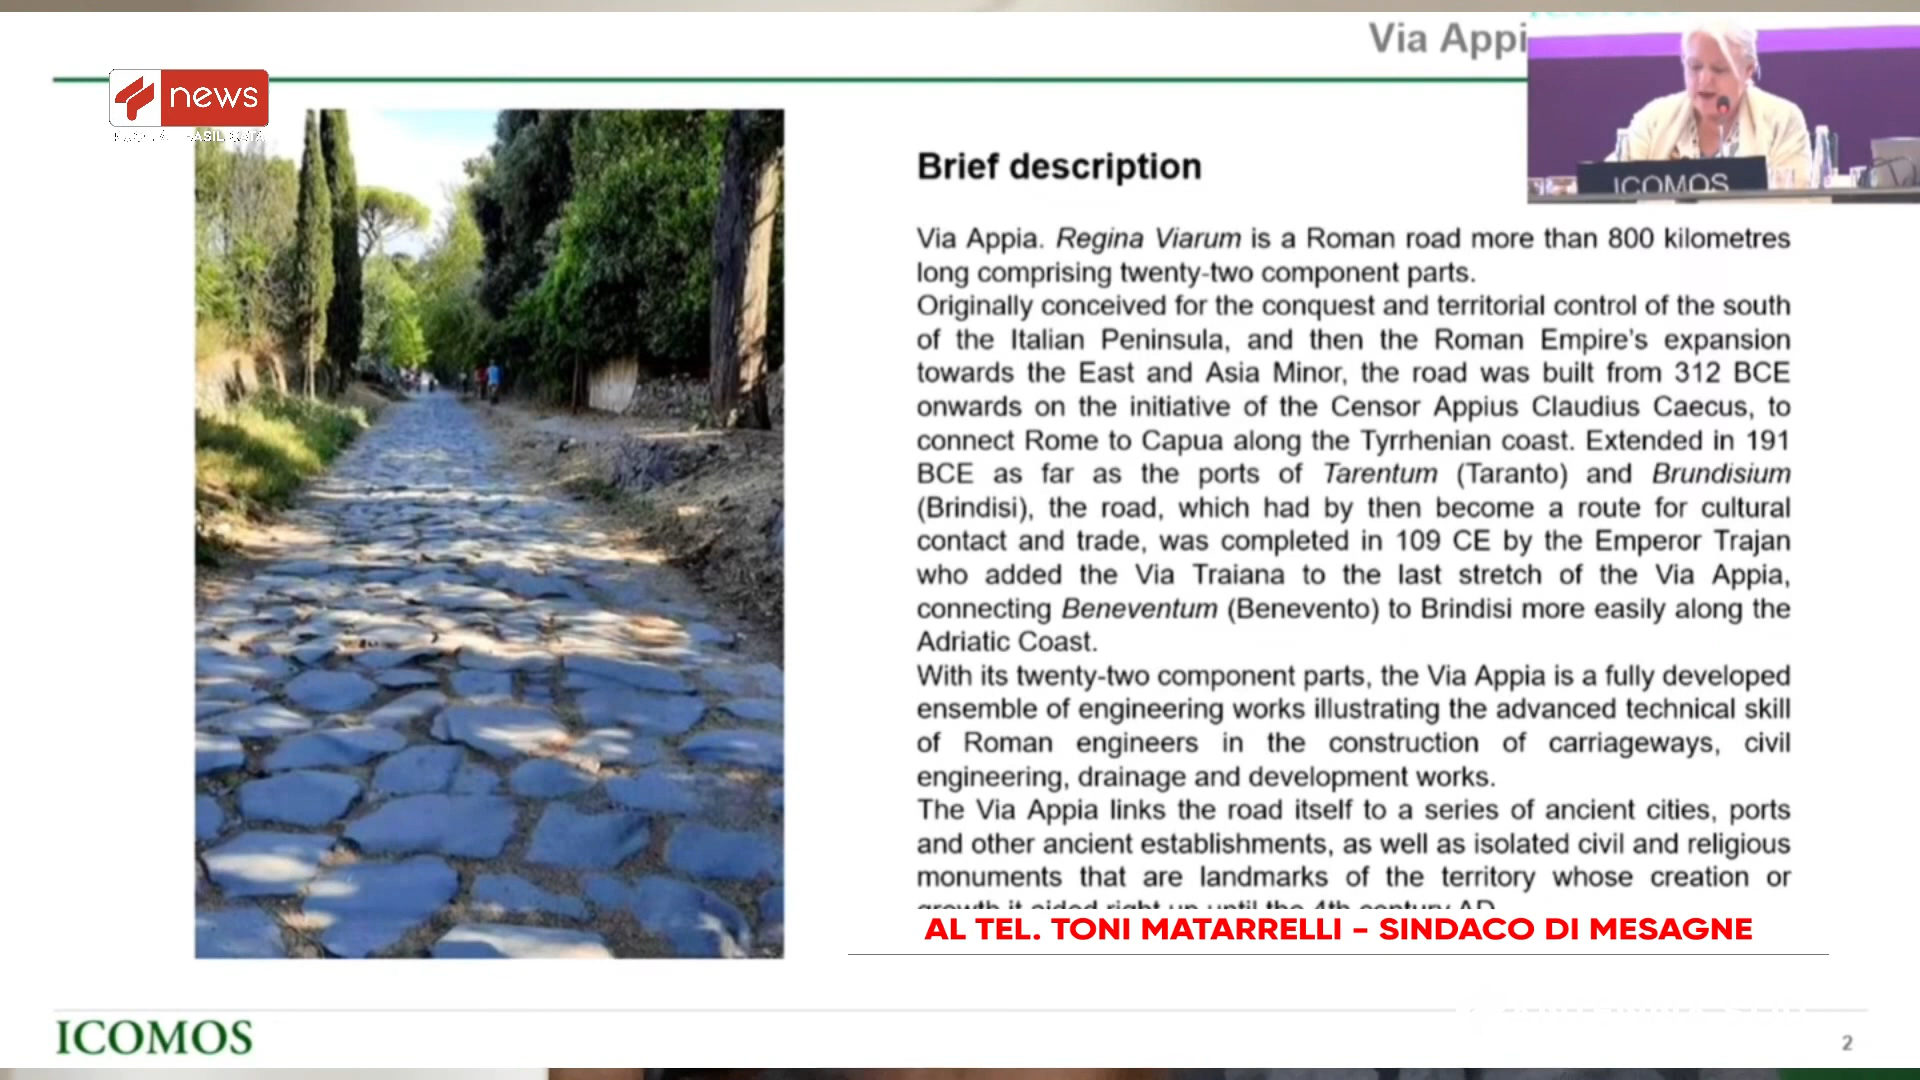 Via Appi
news
ICOMOS
Brief description
Via Appia. Regina Viarum is a Roman road more than 800 kilometres
long comprising twenty-two component parts.
Originally conceived for the conquest and territorial control of the south
of the Italian Peninsula, and then the Roman Empire's expansion
towards the East and Asia Minor, the road was built from 312 BCE
onwards on the initiative of the Censor Appius Claudius Caecus, to
connect Rome to Capua along the Tyrrhenian coast. Extended in 191
BCE as far as the ports of Tarentum (Taranto) and Brundisium
(Brindisi), the road, which had by then become a route for cultural
contact and trade, was completed in 109 CE by the Emperor Trajan
who added the Via Traiana to the last stretch of the Via Appia,
connecting Beneventum (Benevento) to Brindisi more easily along the
Adriatic Coast.
With its twenty-two component parts, the Via Appia is a fully developed
ensemble of engineering works illustrating the advanced technical skill
of Roman engineers in the construction of carriageways, civil
engineering, drainage and development works.
The Via Appia links the road itself to a series of ancient cities, ports
and other ancient establishments, as well as isolated civil and religious
monuments that are landmarks of the territory whose creation or
growth it aided right up until the 4th century AD.
AL TEL. TONI MATARRELLI - SINDACO DI MESAGNE
ICOMOS
2